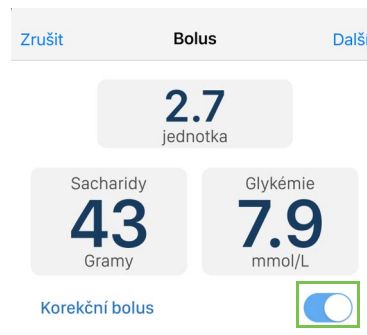 Zrušit Bolus Další
2.7
jednotka
Sacharidy
43
Gramy
Glykémie
7.9
mmol/L
Korekční bolus